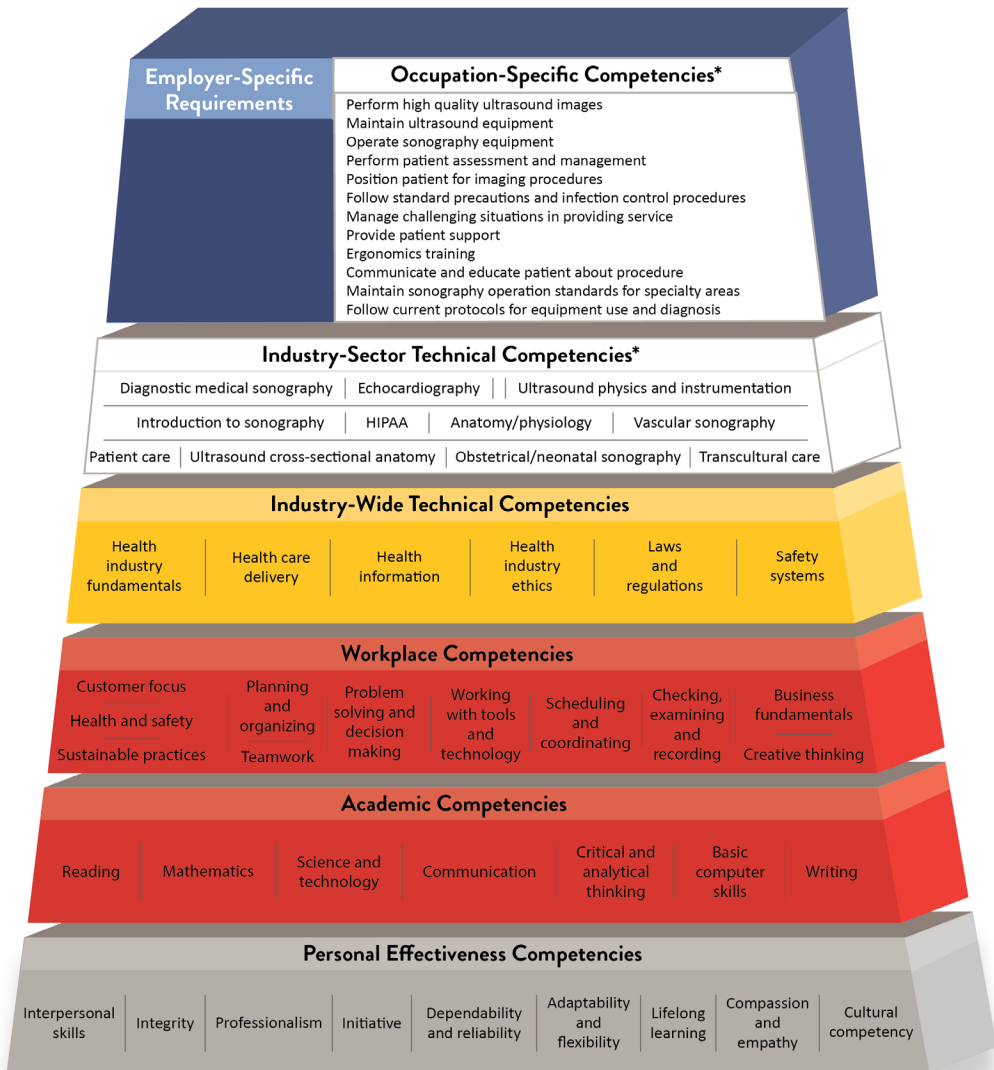 Employer-Specific
Requirements
Occupation-Specific Competencies*
Perform high quality ultrasound images
Maintain ultrasound equipment
Operate sonography equipment
Perform patient assessment and management
Position patient for imaging procedures
Follow standard precautions and infection control procedures
Manage challenging situations in providing service
Provide patient support
Ergonomics training
Communicate and educate patient about procedure
Maintain sonography operation standards for specialty areas
Follow current protocols for equipment use and diagnosis
Industry-Sector Technical Competencies*
Diagnostic medical sonography
Echocardiography
Ultrasound physics and instrumentation
Introduction to sonography
HIPAA
Anatomy/physiology
Vascular sonography
Patient care
Ultrasound cross-sectional anatomy
Obstetrical/neonatal sonography
Transcultural care
Industry-Wide Technical Competencies
Health
industry
fundamentals
Health care
delivery
Health
information
Health
industry
ethics
Laws
and
regulations
Safety
systems
Workplace Competencies
Customer focus
Health and safety
Sustainable practices
Planning
and
organizing
Teamwork
Problem
solving and
decision
making
Working
with tools
and
technology
Scheduling
and
coordinating
Checking,
examining
and
recording
Business
fundamentals
Creative thinking
Academic Competencies
Reading
Mathematics
Science and
technology
Communication
Critical and
analytical
thinking
Basic
computer
skills
Writing
Personal Effectiveness Competencies
Interpersonal
skills
Integrity
Professionalism
Initiative
Dependability
and reliability
Adaptability
and
flexibility
Lifelong
learning
Compassion
and
empathy
Cultural
competency